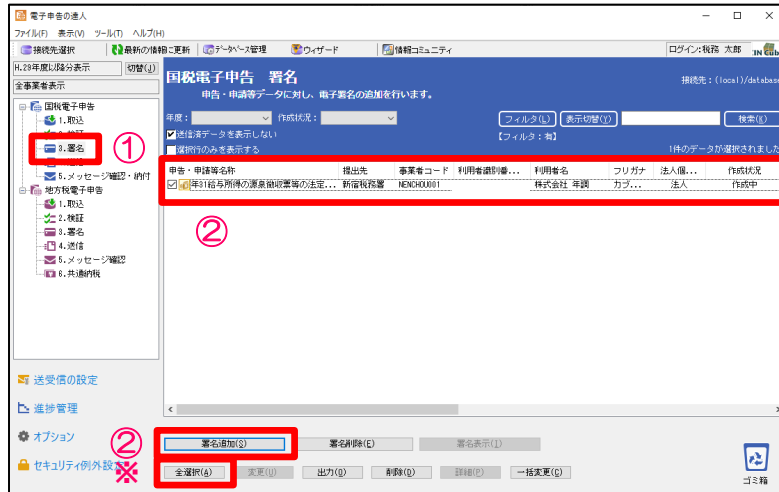 電子申告の達人
ファイル(F) 表示(V) ツール(T) ヘルプ(H)
接続先選択 最新の情報に更新 データベース管理 ウィザード 情報コミュニティ ログイン:税務 太郎
H.29年度以降分表示 切替(J)
全事業者表示
国税電子申告
1.取込
3.署名
5.メッセージ確認・納付
地方税電子申告
1.取込
2.検証
3.署名
4.送信
5.メッセージ確認
6.共通納税
①
送受信の設定
進捗管理
オプション
セキュリティ例外設定
国税電子申告 署名
接続先:(local)/database
申告・申請等データに対し、電子署名の追加を行います。
年度: 作成状況: フィルタ(L) 表示切替(Y) 検索(K)
送信済データを表示しない 【フィルタ:有】
選択行のみを表示する 1件のデータが選択されました
申告・申請等名称 提出先 事業者コード 利用者識別番... 利用者名 フリガナ 法人個... 作成状況
年31給与所得の源泉徴収票等の法定... 新宿税務署 NENCHOU001 株式会社 年調 カブ... 法人 作成中
②
②
署名追加(S) 署名削除(E) 署名表示(I)
※
全選択(A) 変更(U) 出力(O) 削除(D) 詳細(P) 一括変更(C)
ゴミ箱